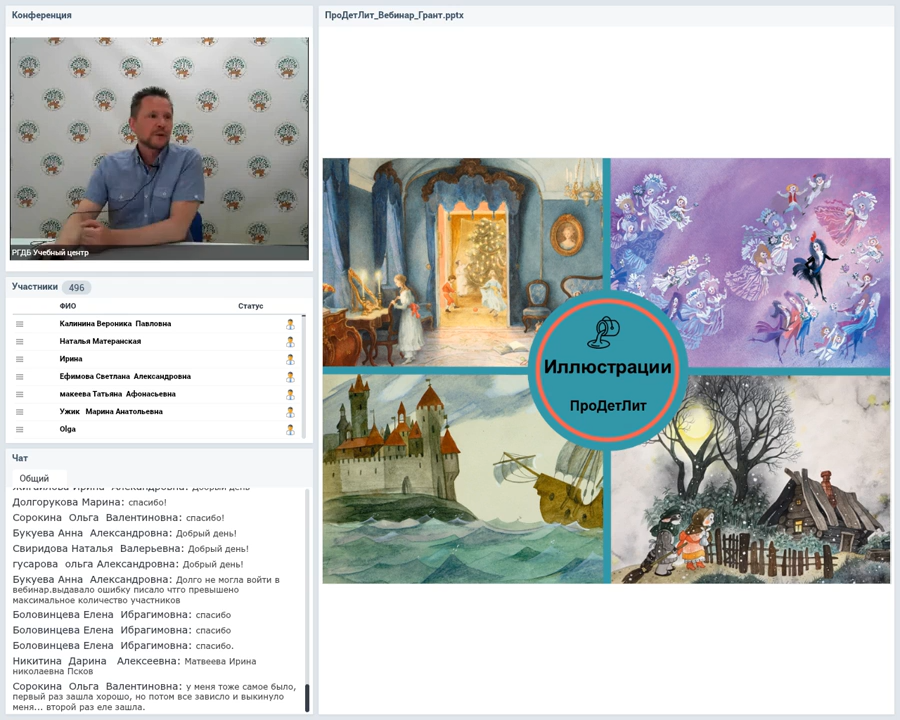 Конференция
РГДБ Учебный центр
Участники 496
ФИО Статус
Калинина Вероника Павловна
Наталья Матеранская
Ирина
Ефимова Светлана Александровна
макеева Татьяна Афонасьевна
Ужик Марина Анатольевна
Olga
Чат
Общий
Долгорукова Марина: спасибо!
Сорокина Ольга Валентиновна: спасибо!
Букуева Анна Александровна: Добрый день!
Свиридова Наталья Валерьевна: Добрый день!
гусарова ольга Александровна: Добрый день!
Букуева Анна Александровна: Долго не могла войти в
вебинар.выдавало ошибку писало чтго превышено
максимальное количество участников
Боловинцева Елена Ибрагимовна: спасибо
Боловинцева Елена Ибрагимовна: спасибо
Боловинцева Елена Ибрагимовна: спасибо.
Никитина Дарина Алексеевна: Матвеева Ирина
николаевна Псков
Сорокина Ольга Валентиновна: у меня тоже самое было,
первый раз зашла хорошо, но потом все зависло и выкинуло
меня... второй раз еле зашла.
ПроДетЛит_Вебинар_Грант.pptx
Иллюстрации
ПроДетЛит